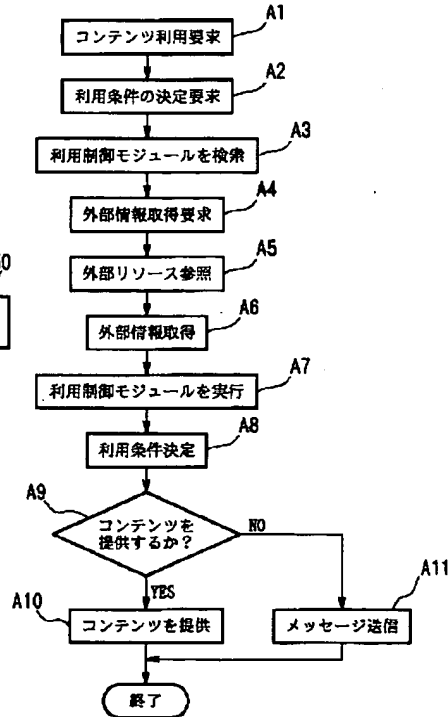 A1
コンテンツ利用要求
A2
利用条件の決定要求
A3
利用制御モジュールを検索
A4
外部情報取得要求
A5
外部リソース参照
0
A6
外部情報取得
A7
利用制御モジュールを実行
A8
利用条件決定
A9
コンテンツを
提供するか?
NO
YES
A10
コンテンツを提供
A11
メッセージ送信
終了